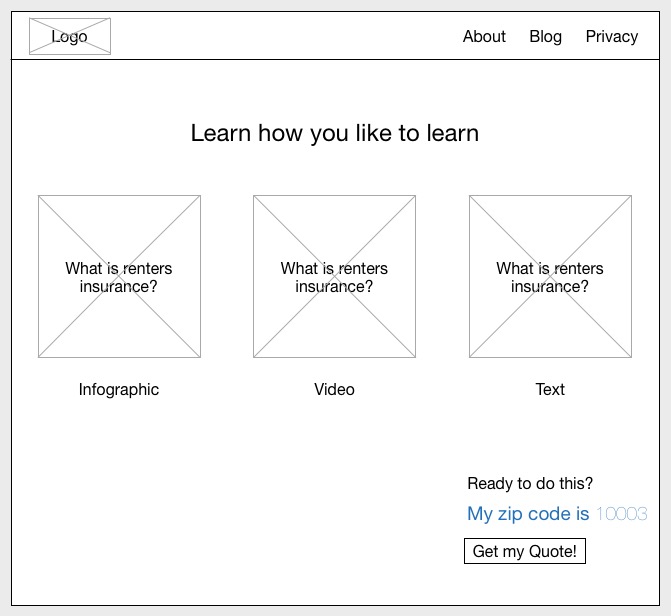 Logo
About Blog Privacy
Learn how you like to learn
What is renters
insurance?
What is renters
insurance?
What is renters
insurance?
Infographic
Video
Text
Ready to do this?
My zip code is 10003
Get my Quote!